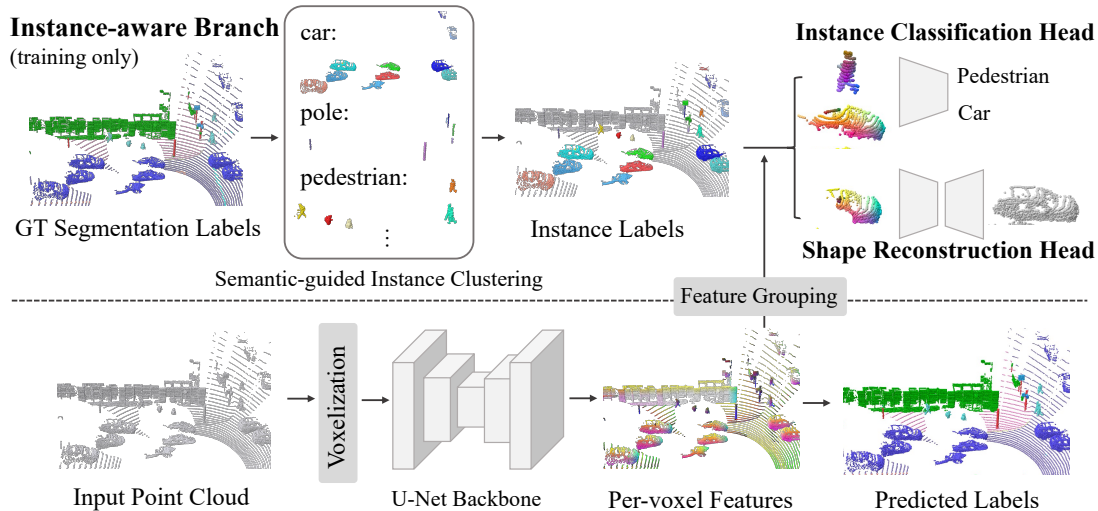 Instance-aware Branch
(training only)
GT Segmentation Labels
car:
pole:
pedestrian:
⋮
Semantic-guided Instance Clustering
Instance Labels
Instance Classification Head
Pedestrian
Car
Shape Reconstruction Head
Feature Grouping
Input Point Cloud
Voxelization
U-Net Backbone
Per-voxel Features
Predicted Labels